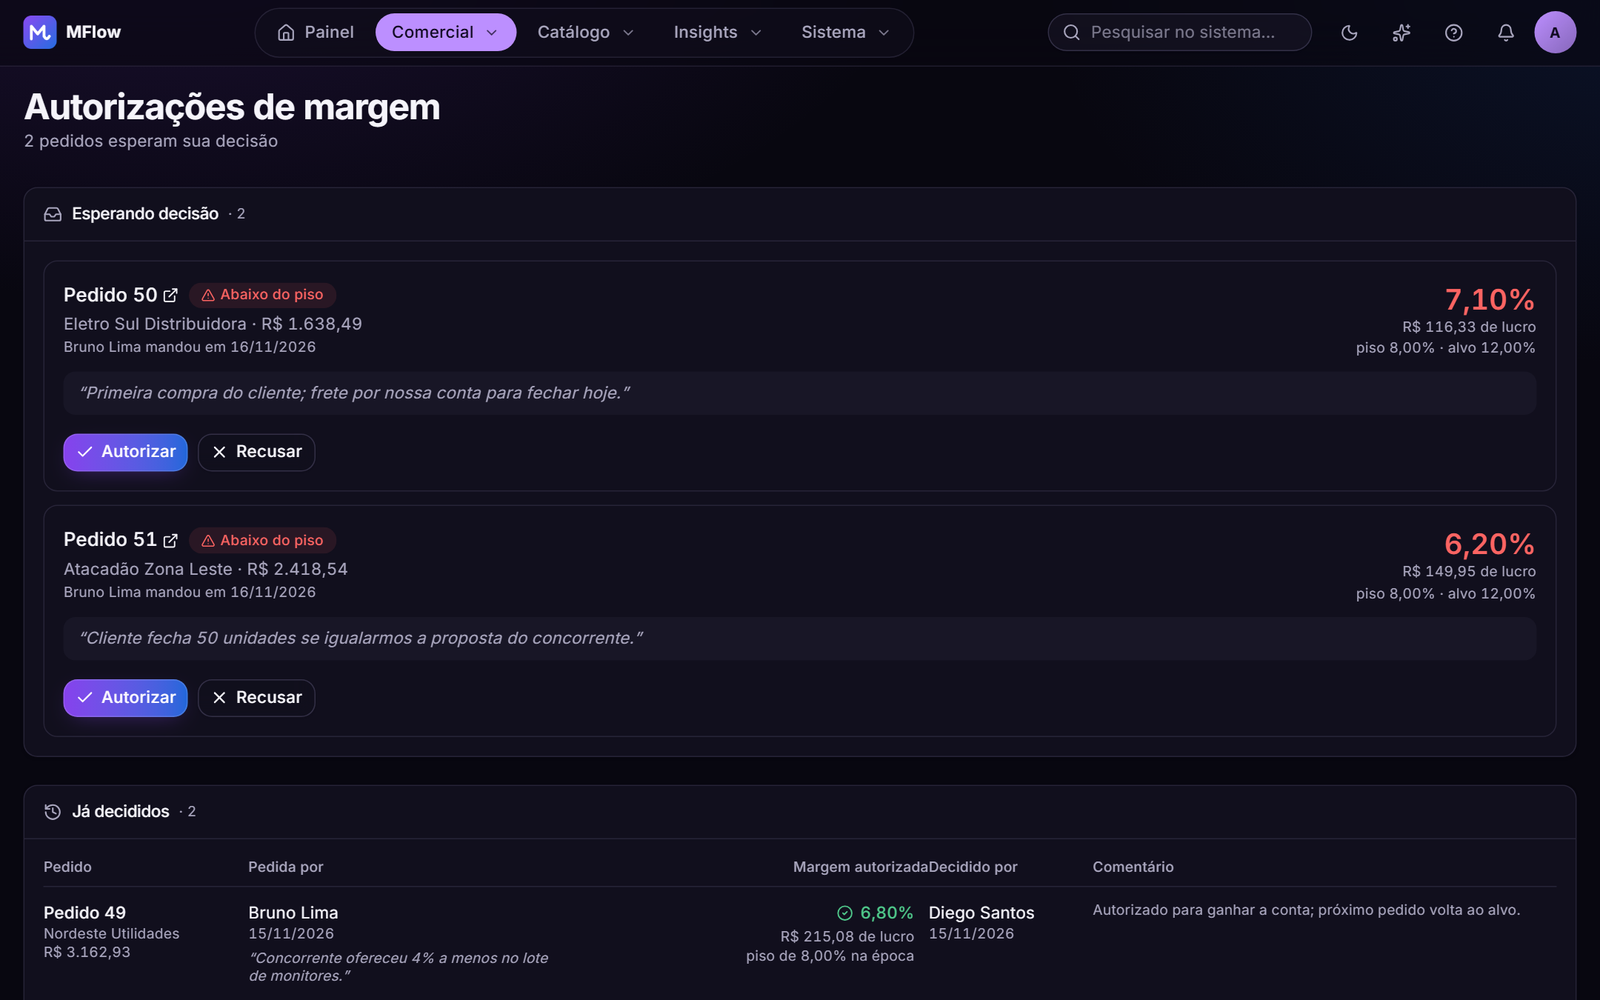 MFlow
Painel
Comercial
Catálogo
Insights
Sistema
Pesquisar no sistema...
A
Autorizações de margem
2 pedidos esperam sua decisão
Esperando decisão · 2
Pedido 50
Abaixo do piso
7,10%
Eletro Sul Distribuidora · R$ 1.638,49
R$ 116,33 de lucro
Bruno Lima mandou em 16/11/2026
piso 8,00% · alvo 12,00%
“Primeira compra do cliente; frete por nossa conta para fechar hoje.”
Autorizar
Recusar
Pedido 51
Abaixo do piso
6,20%
Atacadão Zona Leste · R$ 2.418,54
R$ 149,95 de lucro
Bruno Lima mandou em 16/11/2026
piso 8,00% · alvo 12,00%
“Cliente fecha 50 unidades se igualarmos a proposta do concorrente.”
Autorizar
Recusar
Já decididos · 2
Pedido
Pedida por
Margem autorizada
Decidido por
Comentário
Pedido 49
Nordeste Utilidades
R$ 3.162,93
Bruno Lima
15/11/2026
“Concorrente ofereceu 4% a menos no lote
de monitores.”
6,80%
R$ 215,08 de lucro
piso de 8,00% na época
Diego Santos
15/11/2026
Autorizado para ganhar a conta; próximo pedido volta ao alvo.